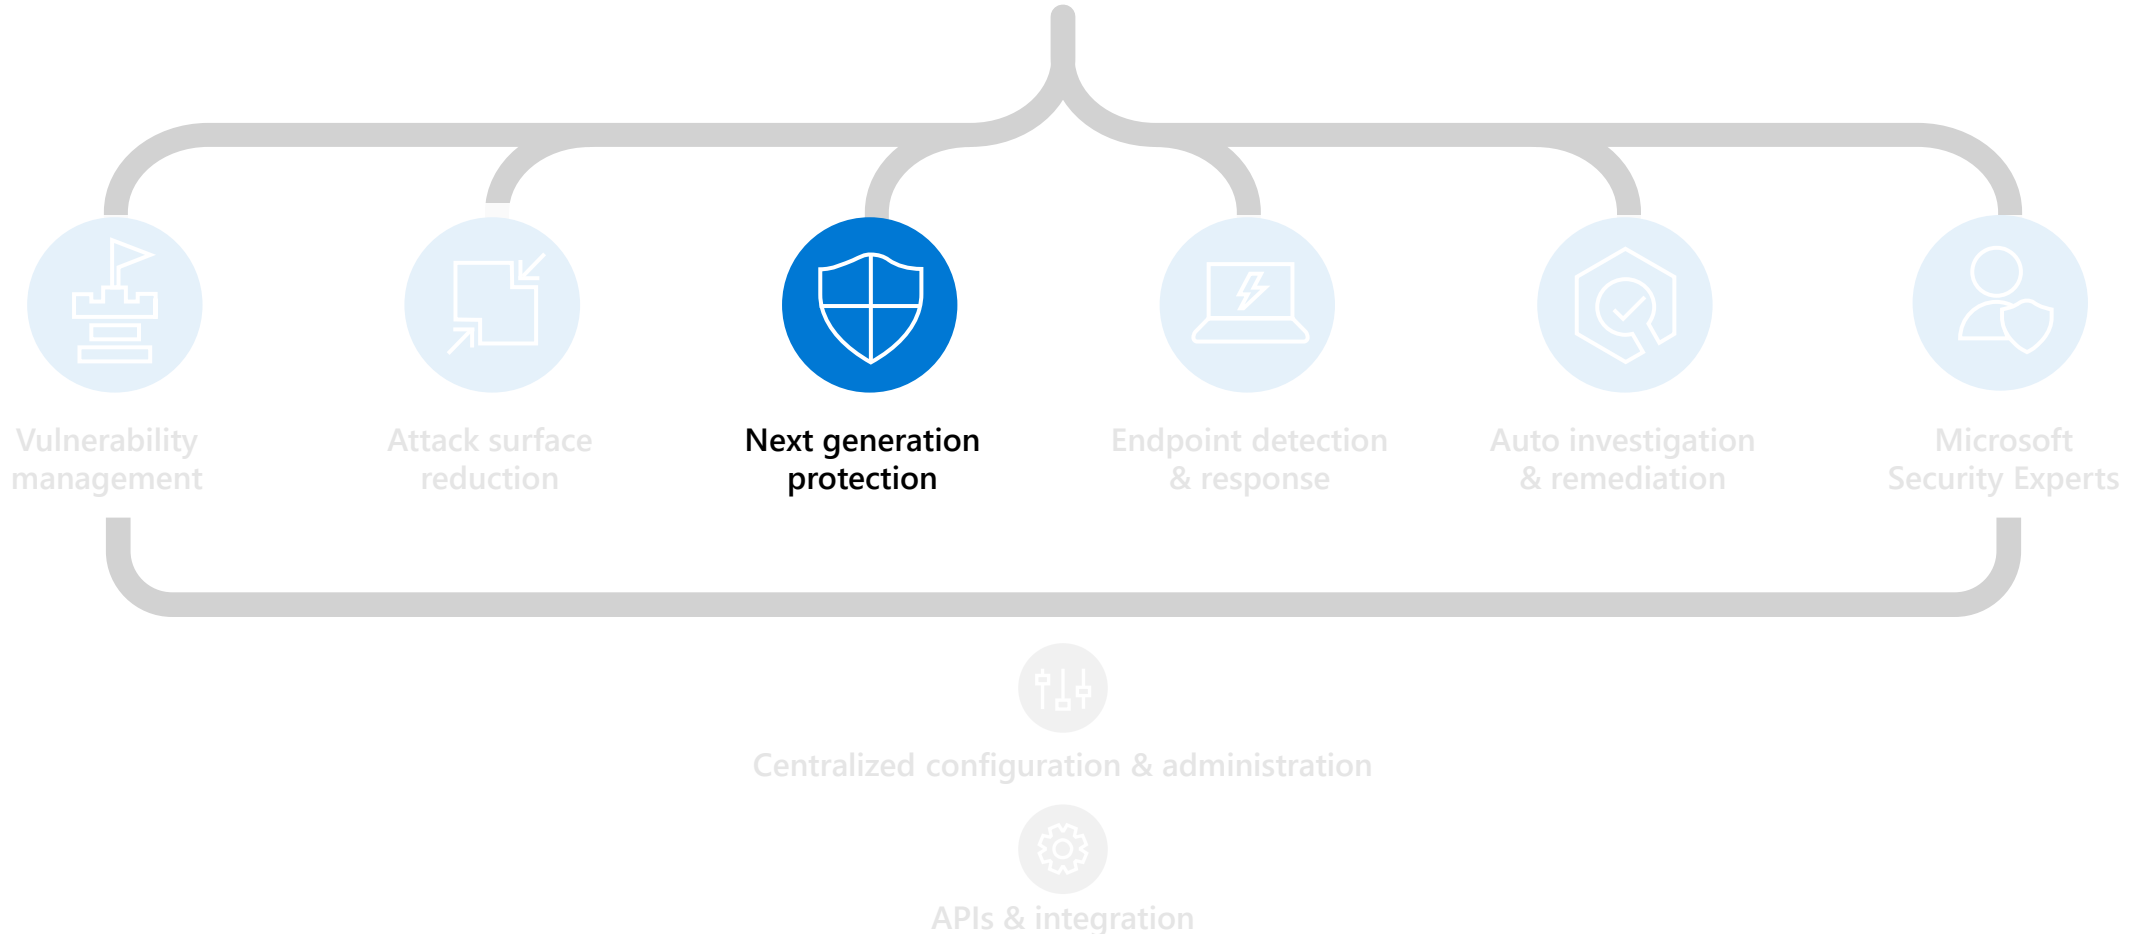 Vulnerability
management
Attack surface
reduction
Next generation
protection
Endpoint detection
& response
Auto investigation
& remediation
Microsoft
Security Experts
Centralized configuration & administration
APIs & integration